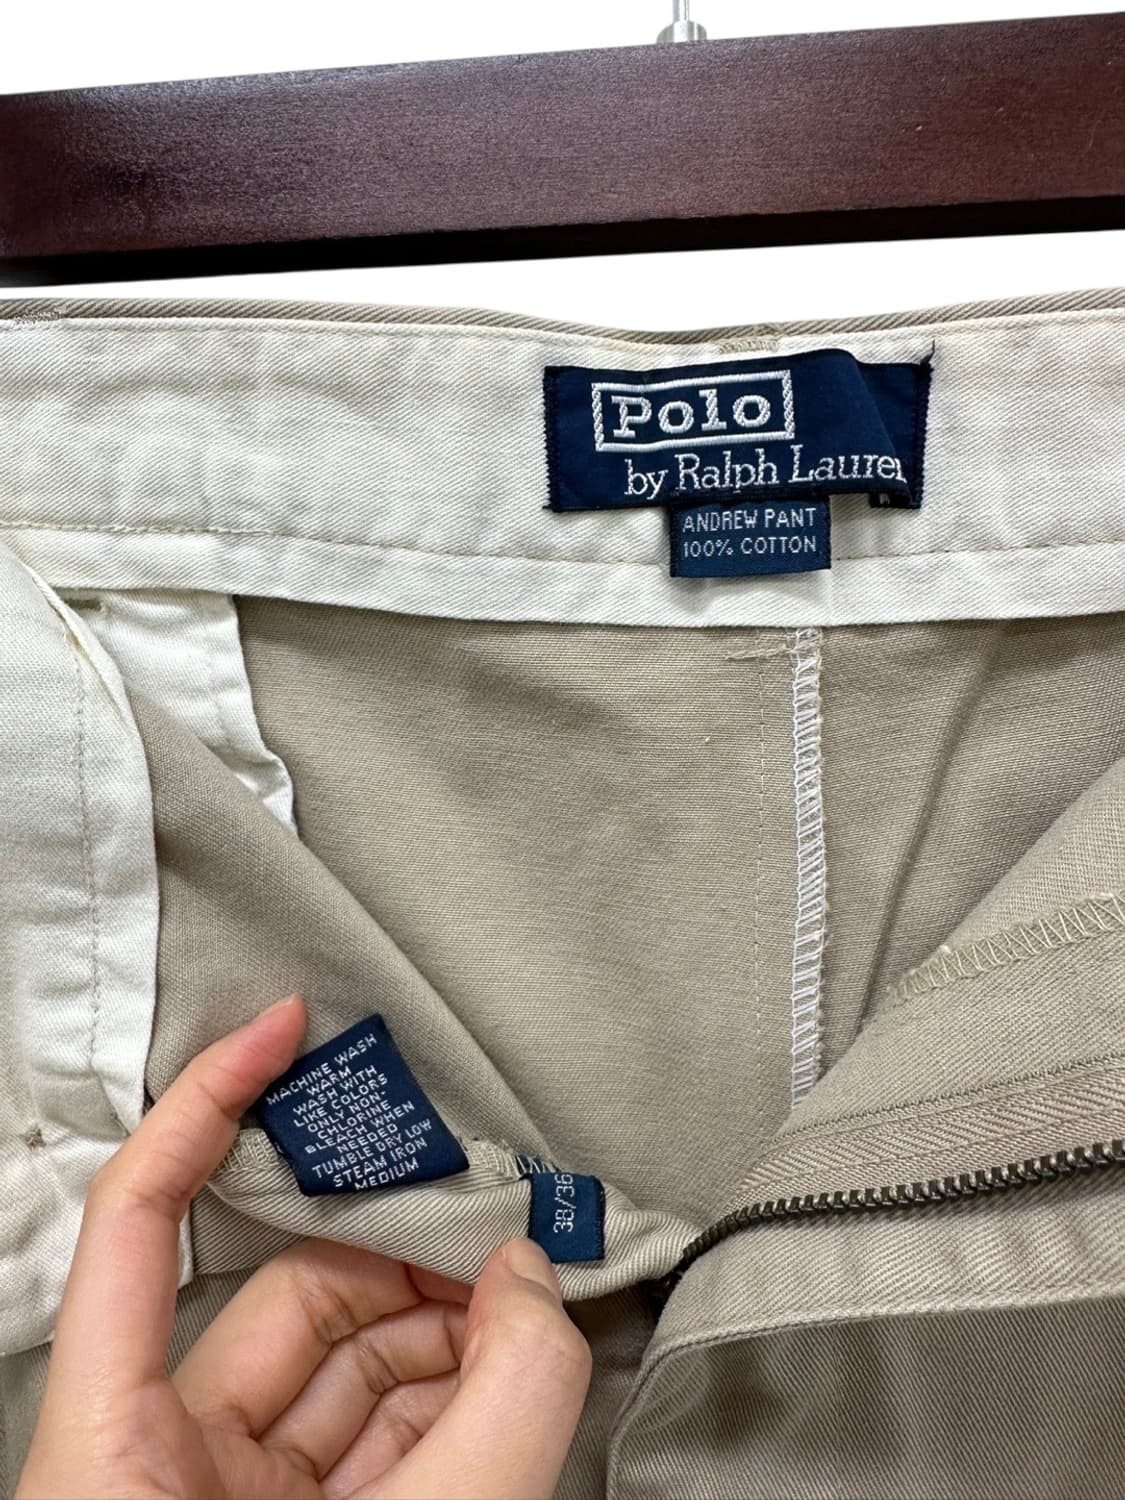 Polo
by Ralph Lauren
ANDREW PANT
100% COTTON
MACHINE WASH
WARM
WASH WITH
LIKE COLORS
ONLY NON-
CHLORINE
BLEACH WHEN
NEEDED
TUMBLE DRY LOW
STEAM IRON
MEDIUM
38/36